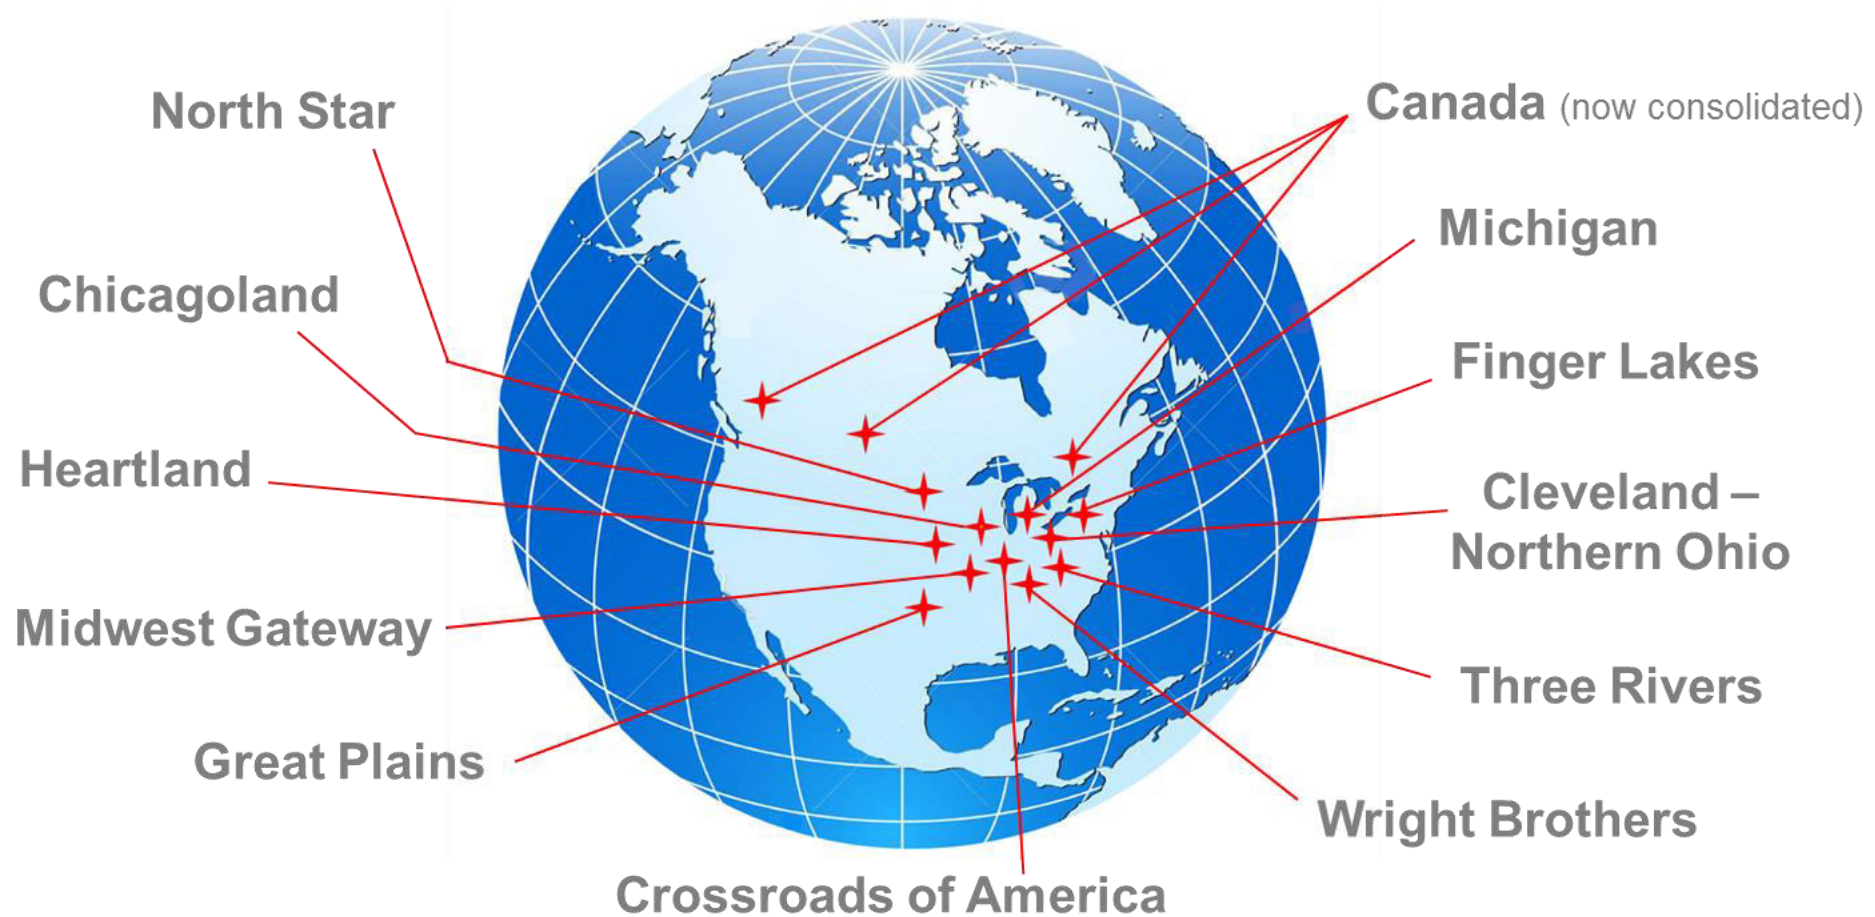 North Star
Canada (now consolidated)
Michigan
Chicagoland
Finger Lakes
Heartland
Cleveland –
Northern Ohio
Midwest Gateway
Three Rivers
Great Plains
Wright Brothers
Crossroads of America